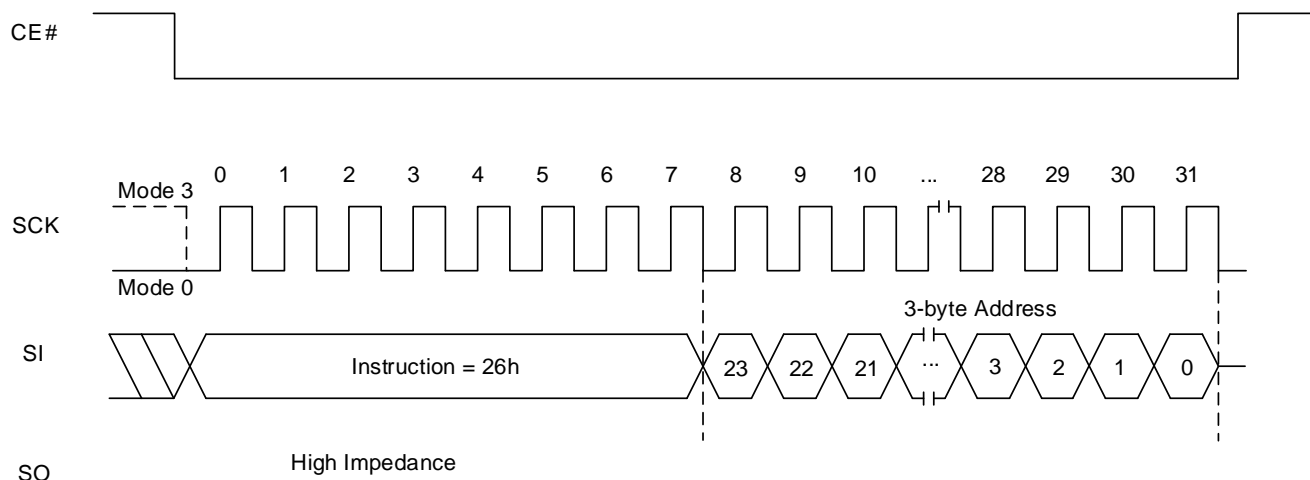 CE#
0 1 2 3 4 5 6 7 8 9 10 ... 28 29 30 31
Mode 3
SCK
Mode 0
3-byte Address
SI
Instruction = 26h 23 22 21 ... 3 2 1 0
High Impedance
SO